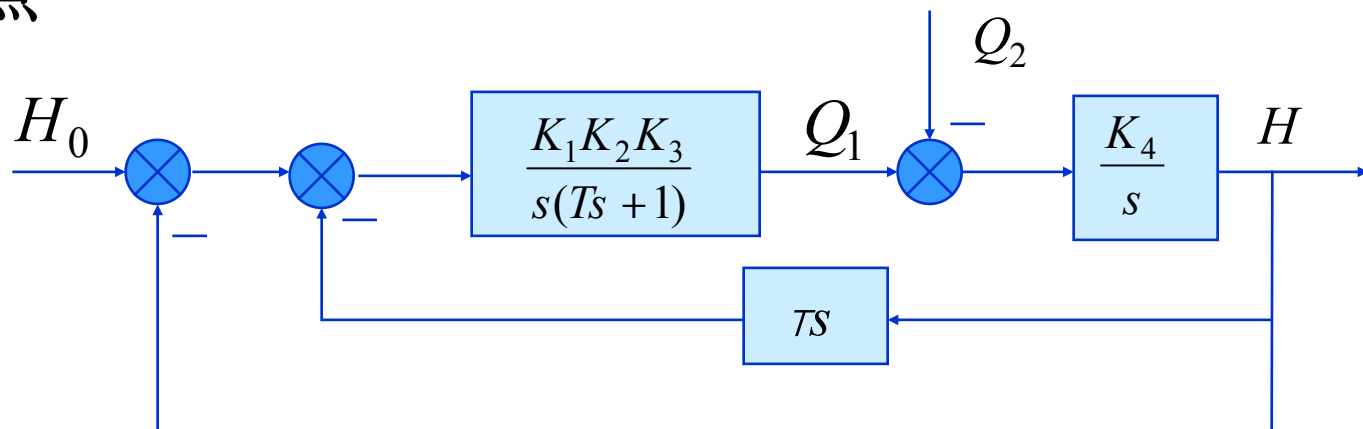 Q₂
H₀
K₁K₂K₃
s(Ts + 1)
Q₁
K₄
s
H
τs